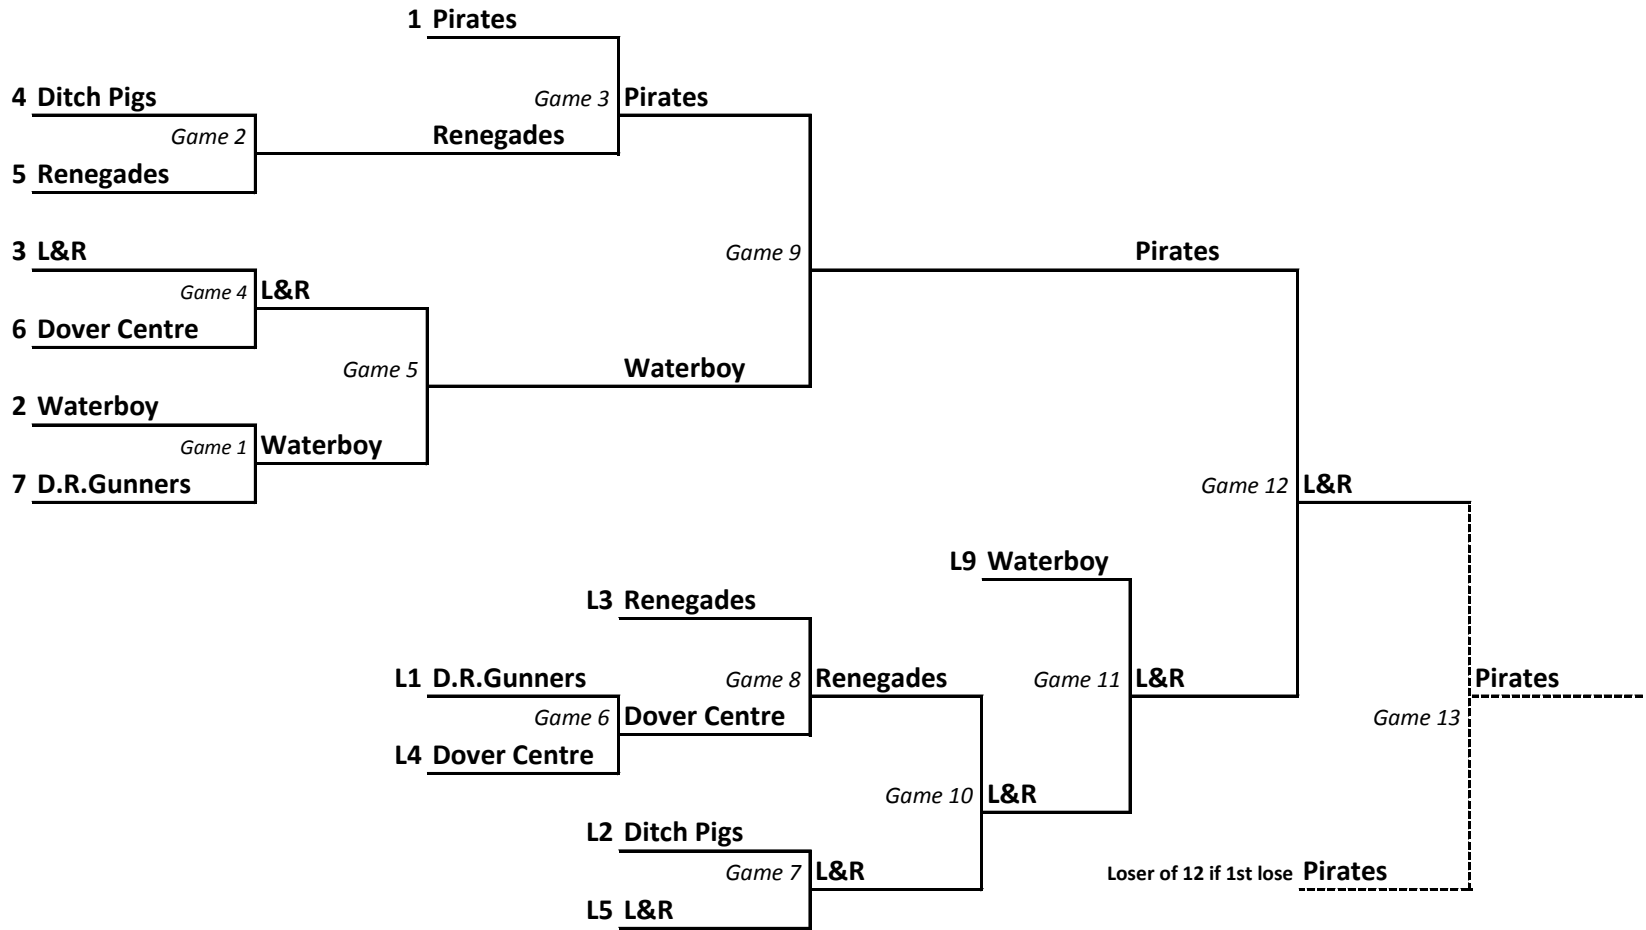 1 Pirates
4 Ditch Pigs
Game 3 Pirates
Game 2
Renegades
5 Renegades
3 L&R
Game 9
Pirates
Game 4 L&R
6 Dover Centre
Game 5
Waterboy
2 Waterboy
Game 1 Waterboy
7 D.R.Gunners
Game 12 L&R
L9 Waterboy
L3 Renegades
L1 D.R.Gunners
Game 8 Renegades
Game 11 L&R
Pirates
Game 6 Dover Centre
Game 13
L4 Dover Centre
Game 10 L&R
L2 Ditch Pigs
Game 7 L&R
Loser of 12 if 1st lose Pirates
L5 L&R